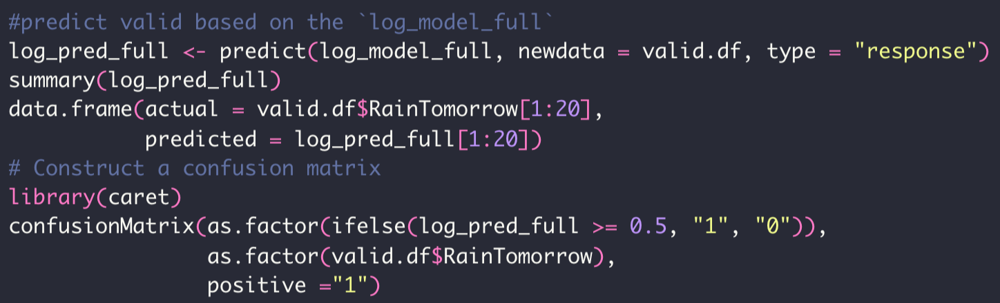 #predict valid based on the `log_model_full`
log_pred_full <- predict(log_model_full, newdata = valid.df, type = "response")
summary(log_pred_full)
data.frame(actual = valid.df$RainTomorrow[1:20],
           predicted = log_pred_full[1:20])
# Construct a confusion matrix
library(caret)
confusionMatrix(as.factor(ifelse(log_pred_full >= 0.5, "1", "0")),
                as.factor(valid.df$RainTomorrow),
                positive ="1")